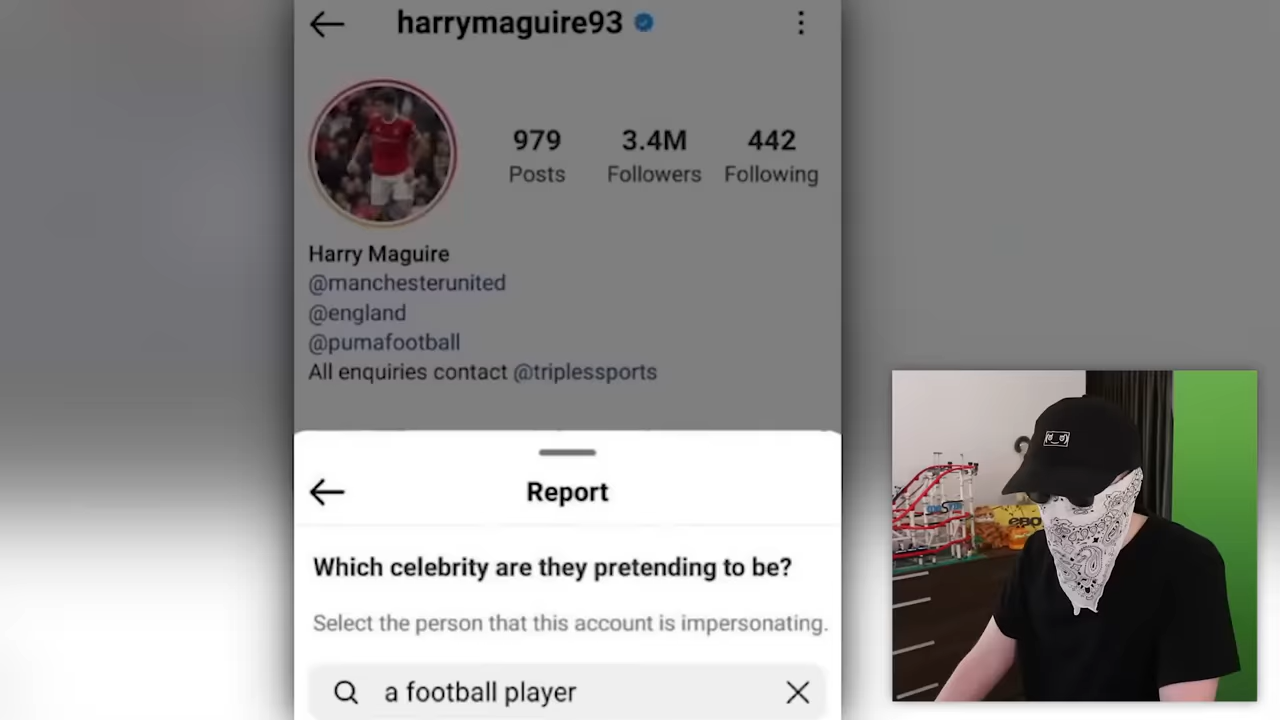 harrymaguire93
979
3.4M
442
Posts
Followers
Following
Harry Maguire
@manchesterunited
@england
@pumafootball
All enquiries contact @triplessports
Report
Which celebrity are they pretending to be?
Select the person that this account is impersonating.
a football player